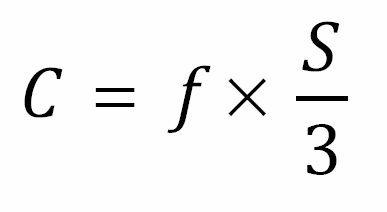 C = f × S/3